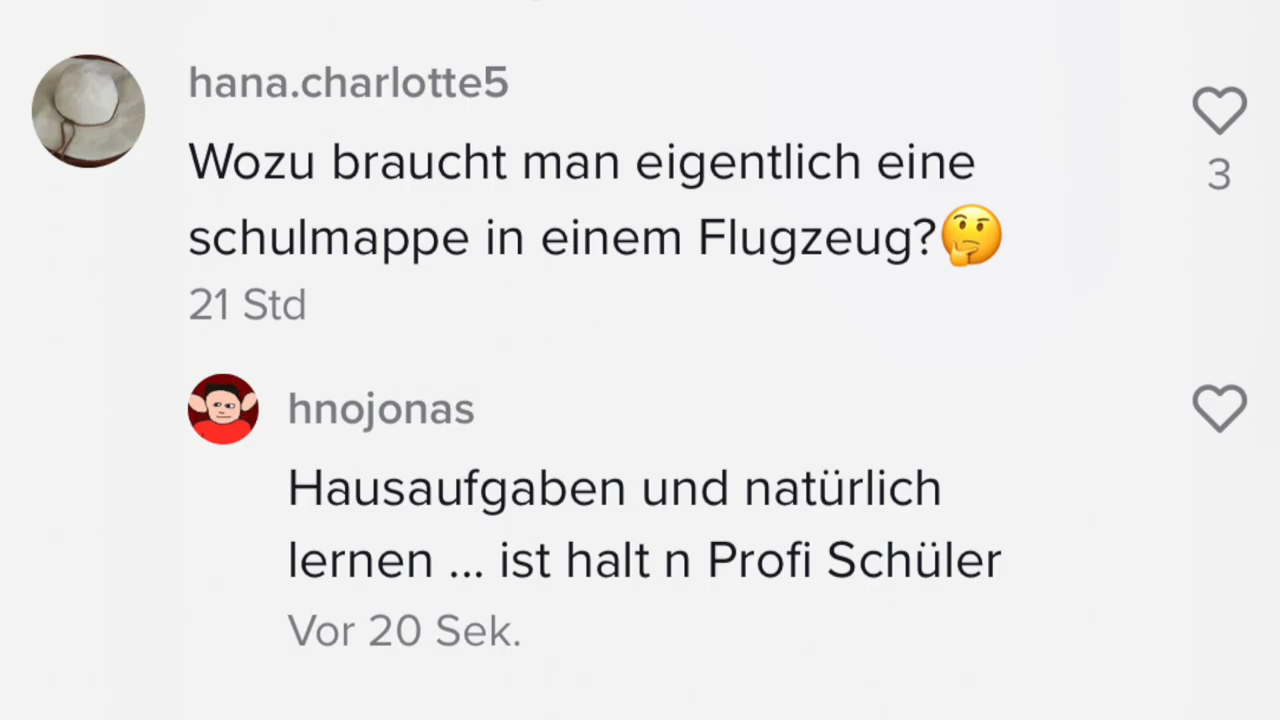 hana.charlotte5
Wozu braucht man eigentlich eine
schulmappe in einem Flugzeug?🤔
3
21 Std
hnojonas
Hausaufgaben und natürlich
lernen ... ist halt n Profi Schüler
Vor 20 Sek.